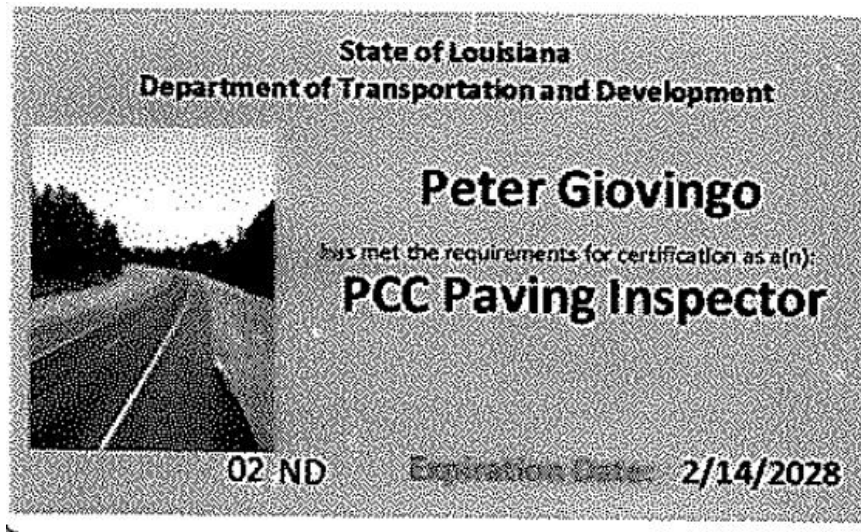 State of Louisiana
Department of Transportation and Development
Peter Giovingo
has met the requirements for certification as a(n):
PCC Paving Inspector
02 ND Expiration Date: 2/14/2028